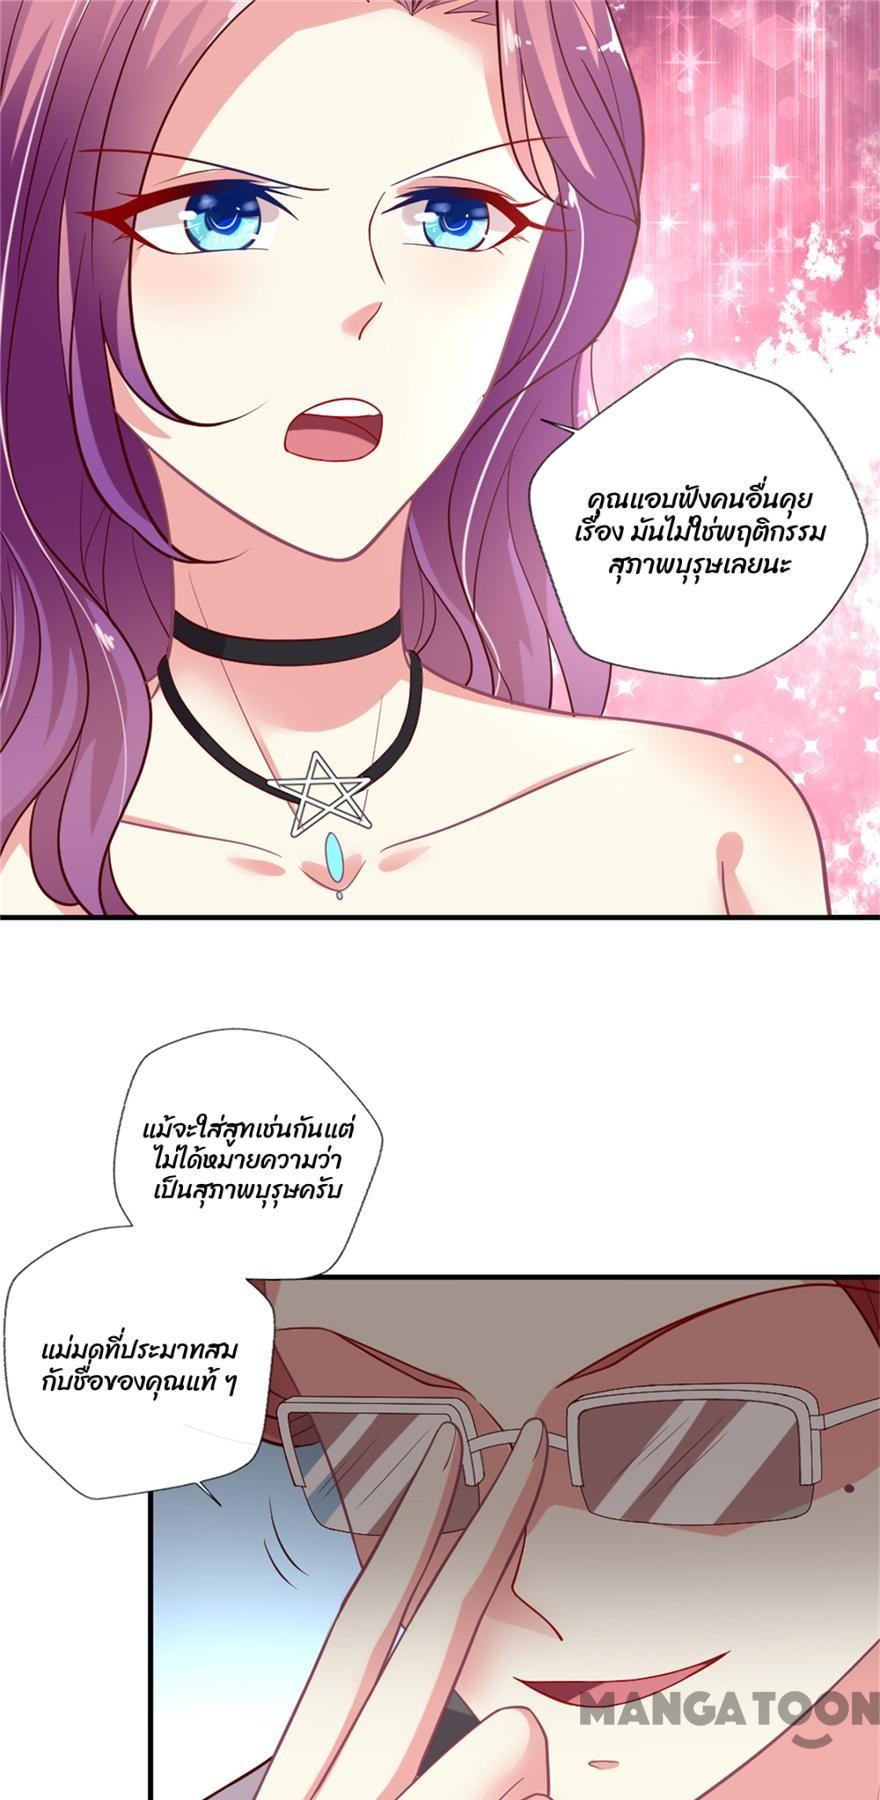 คุณแอบฟังคนอื่นคุย
เรื่อง มันไม่ใช่พฤติกรรม
สุภาพบุรุษเลยนะ
แม้จะใส่สูทเช่นกันแต่
ไม่ได้หมายความว่า
เป็นสุภาพบุรุษครับ
แม่มดที่ประมาทสม
กับชื่อของคุณแท้ ๆ
MANGATOON